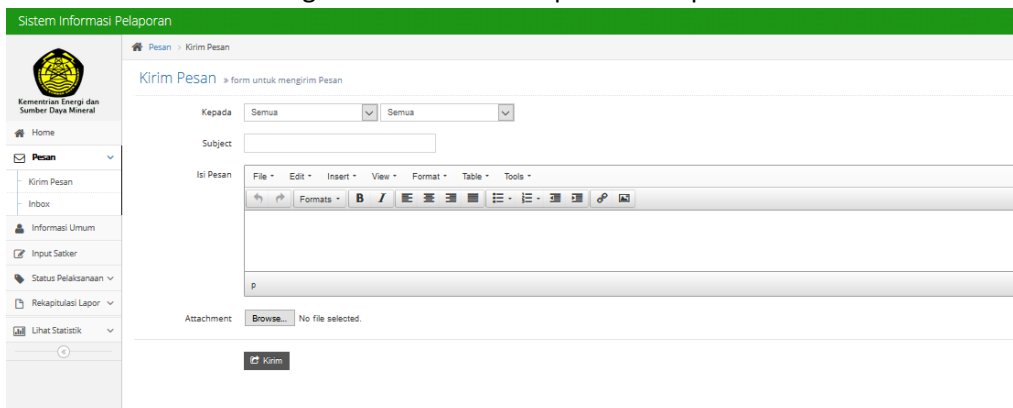 Sistem Informasi Pelaporan
Pesan > Kirim Pesan
Kirim Pesan » form untuk mengirim Pesan
Kementrian Energi dan
Sumber Daya Mineral
Home
Pesan
Kirim Pesan
Inbox
Informasi Umum
Input Satker
Status Pelaksanaan
Rekapitulasi Lapor
Lihat Statistik
Kepada Semua Semua
Subject
Isi Pesan File Edit Insert View Format Table Tools
Formats B I
p
Attachment Browse... No file selected.
Kirim